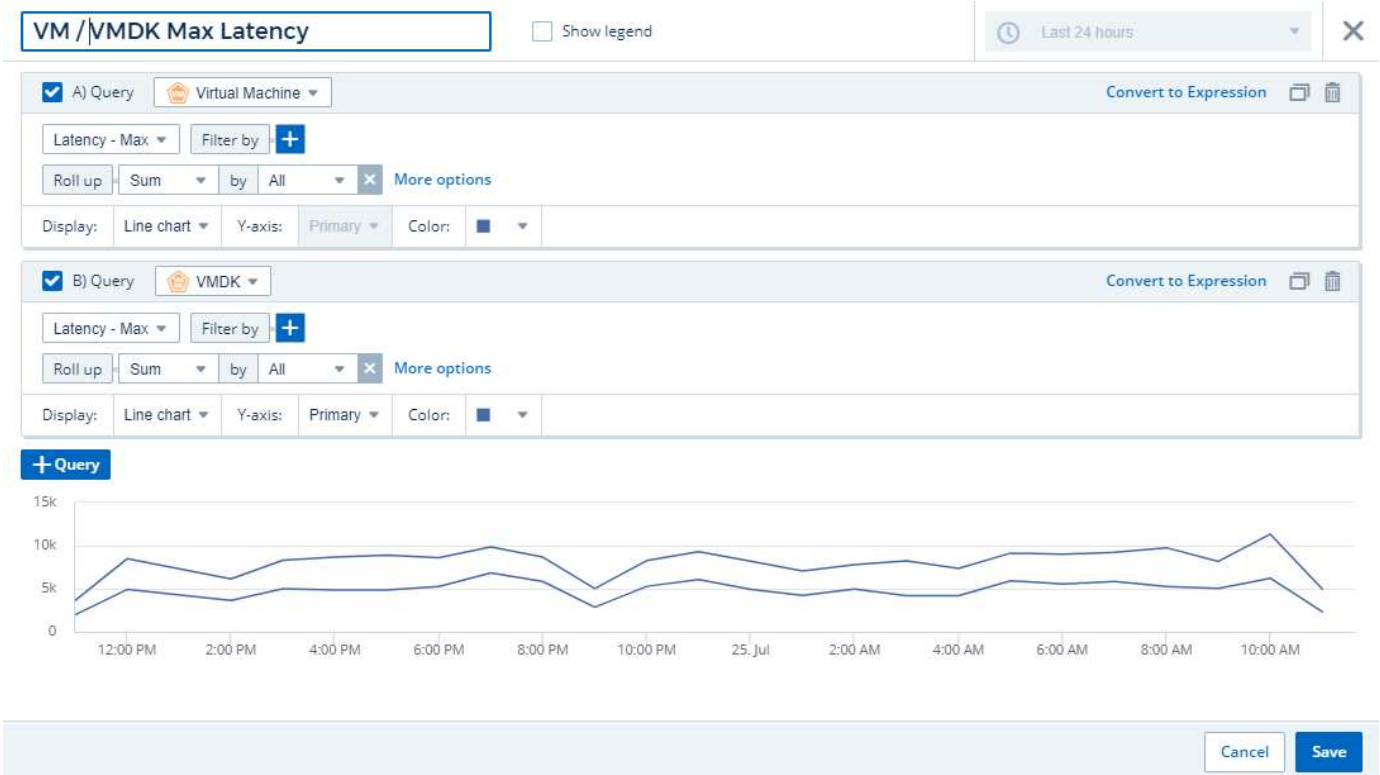 VM / VMDK Max Latency Show legend Last 24 hours
A) Query Virtual Machine Convert to Expression
Latency - Max Filter by +
Roll up Sum by All × More options
Display: Line chart Y-axis: Primary Color:
B) Query VMDK Convert to Expression
Latency - Max Filter by +
Roll up Sum by All × More options
Display: Line chart Y-axis: Primary Color:
+ Query
15k
10k
5k
0
12:00 PM 2:00 PM 4:00 PM 6:00 PM 8:00 PM 10:00 PM 25. Jul 2:00 AM 4:00 AM 6:00 AM 8:00 AM 10:00 AM
Cancel Save